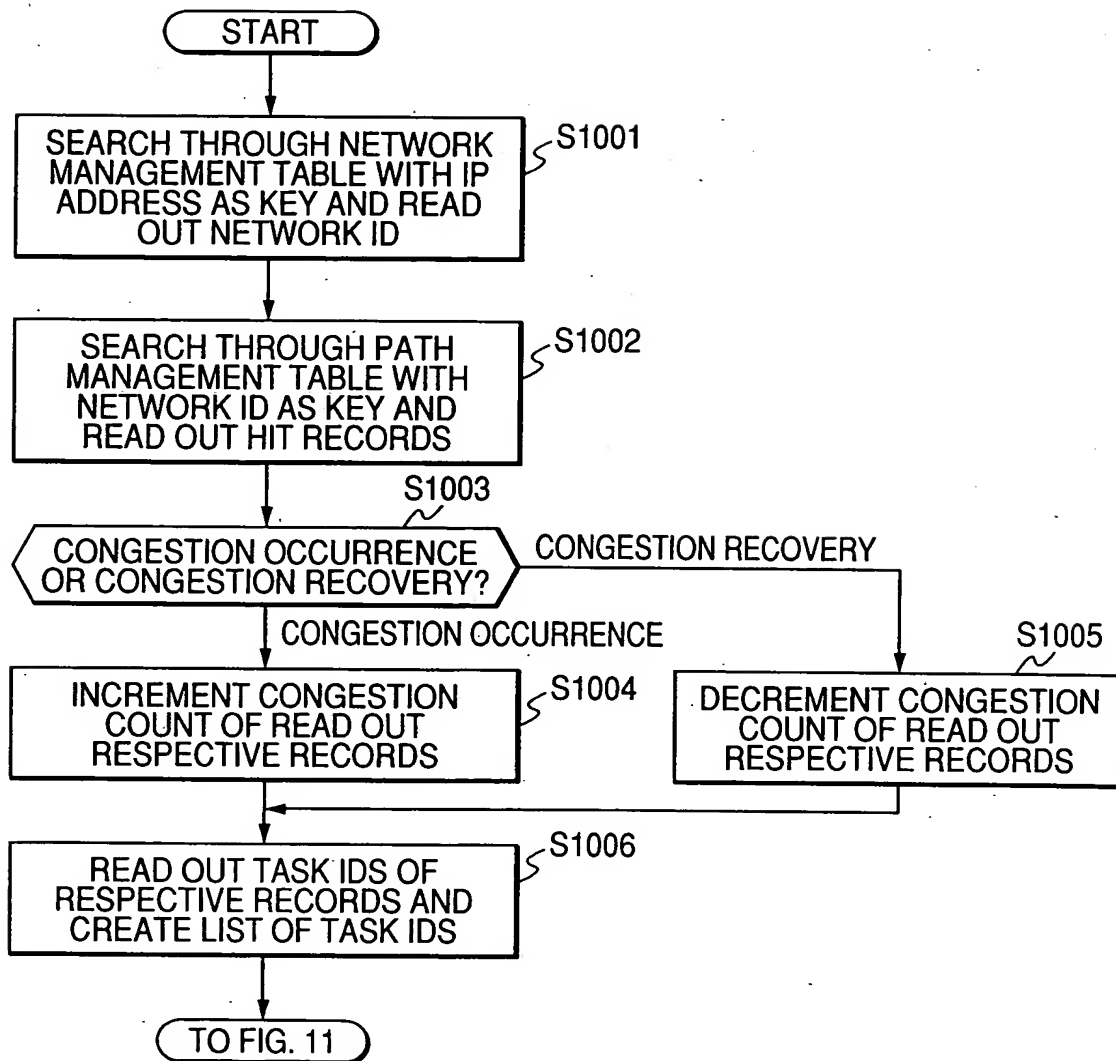 START
SEARCH THROUGH NETWORK
MANAGEMENT TABLE WITH IP
ADDRESS AS KEY AND READ
OUT NETWORK ID
S1001
SEARCH THROUGH PATH
MANAGEMENT TABLE WITH
NETWORK ID AS KEY AND
READ OUT HIT RECORDS
S1002
S1003
CONGESTION OCCURRENCE
OR CONGESTION RECOVERY?
CONGESTION RECOVERY
CONGESTION OCCURRENCE
INCREMENT CONGESTION
COUNT OF READ OUT
RESPECTIVE RECORDS
S1004
S1005
DECREMENT CONGESTION
COUNT OF READ OUT
RESPECTIVE RECORDS
READ OUT TASK IDS OF
RESPECTIVE RECORDS AND
CREATE LIST OF TASK IDS
S1006
TO FIG. 11